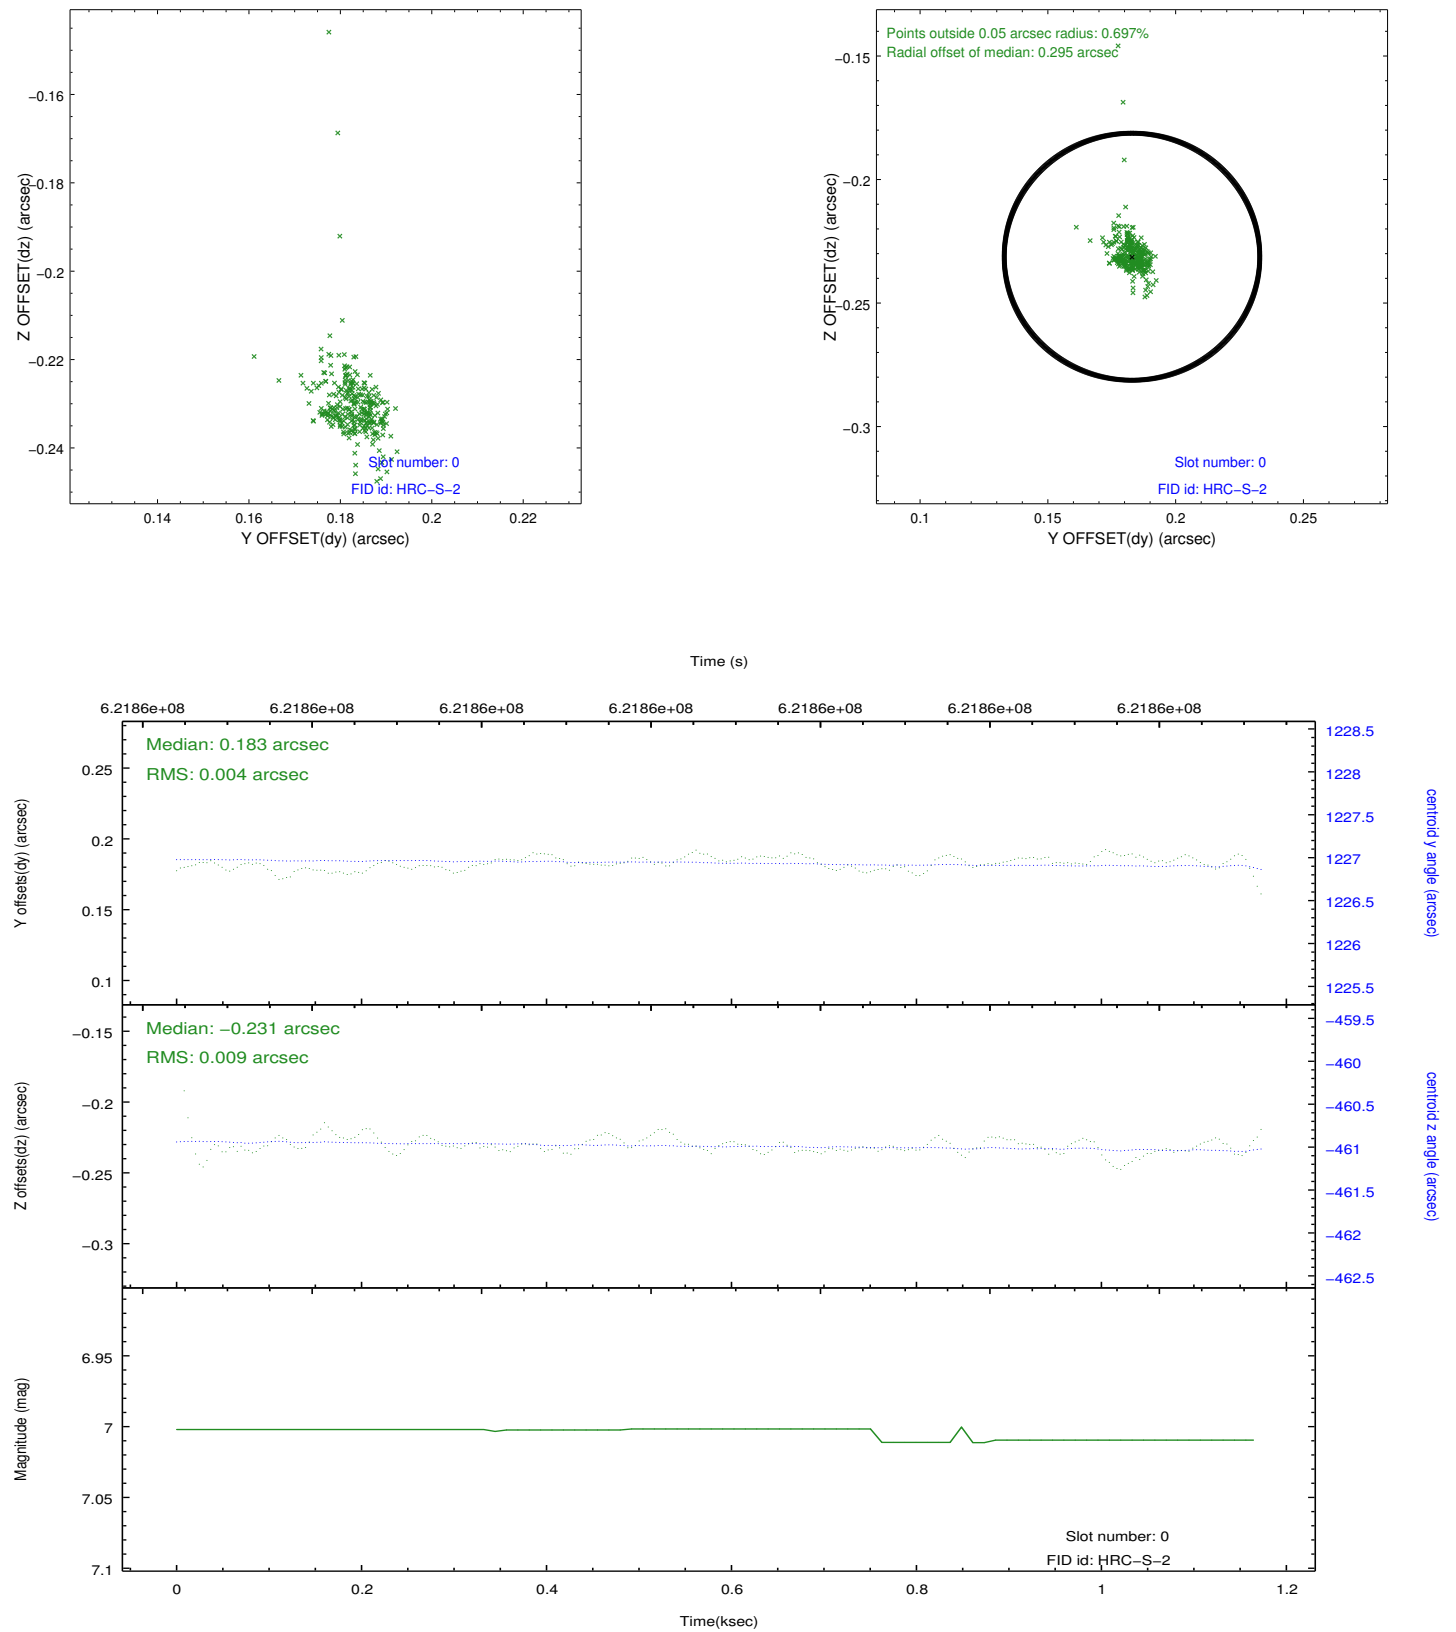 −0.16
−0.18
−0.2
−0.22
−0.24
Z OFFSET(dz) (arcsec)
Slot number: 0
FID id: HRC−S−2
0.14
0.16
0.18
0.2
0.22
Y OFFSET(dy) (arcsec)
Points outside 0.05 arcsec radius: 0.697%
Radial offset of median: 0.295 arcsec
−0.15
−0.2
−0.25
−0.3
Z OFFSET(dz) (arcsec)
Slot number: 0
FID id: HRC−S−2
0.1
0.15
0.2
0.25
Y OFFSET(dy) (arcsec)
Time (s)
6.2186e+08
6.2186e+08
6.2186e+08
6.2186e+08
6.2186e+08
6.2186e+08
6.2186e+08
Median: 0.183 arcsec
RMS: 0.004 arcsec
0.25
0.2
0.15
0.1
Y offsets(dy) (arcsec)
1228.5
1228
1227.5
1227
1226.5
1226
1225.5
centroid y angle (arcsec)
Median: −0.231 arcsec
RMS: 0.009 arcsec
−0.15
−0.2
−0.25
−0.3
Z offsets(dz) (arcsec)
−459.5
−460
−460.5
−461
−461.5
−462
−462.5
centroid z angle (arcsec)
6.95
7
7.05
7.1
Magnitude (mag)
Slot number: 0
FID id: HRC−S−2
0
0.2
0.4
0.6
0.8
1
1.2
Time(ksec)